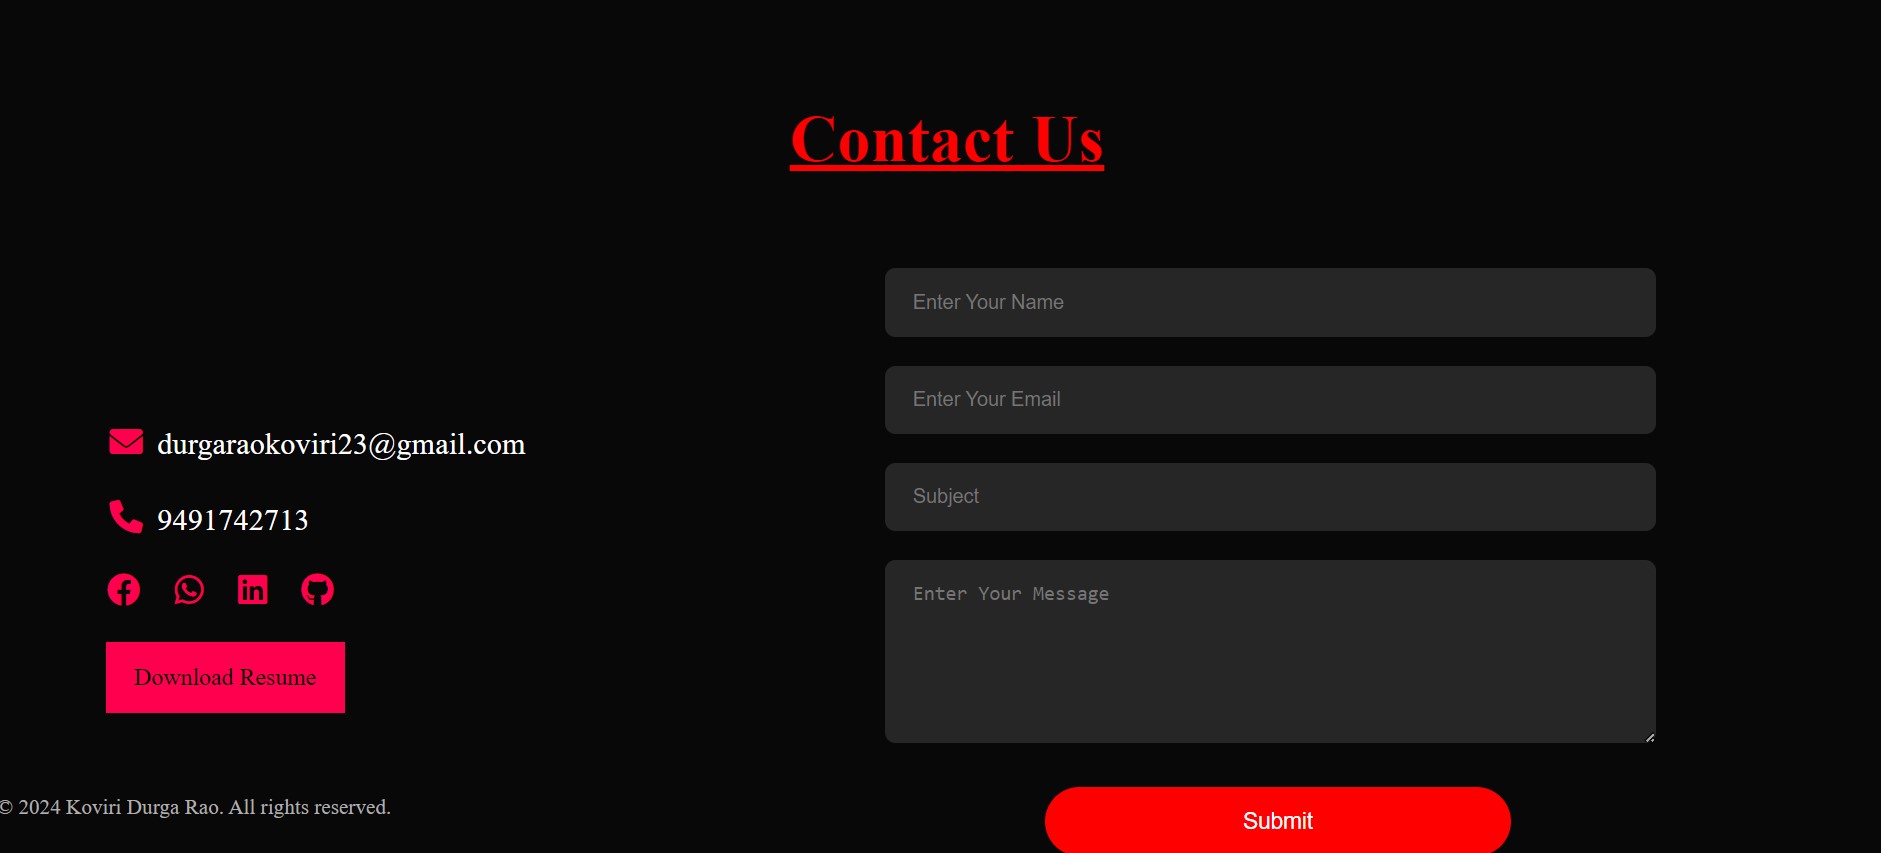 Contact Us
durgaraokoviri23@gmail.com
9491742713
Download Resume
Enter Your Name
Enter Your Email
Subject
Enter Your Message
Submit
© 2024 Koviri Durga Rao. All rights reserved.